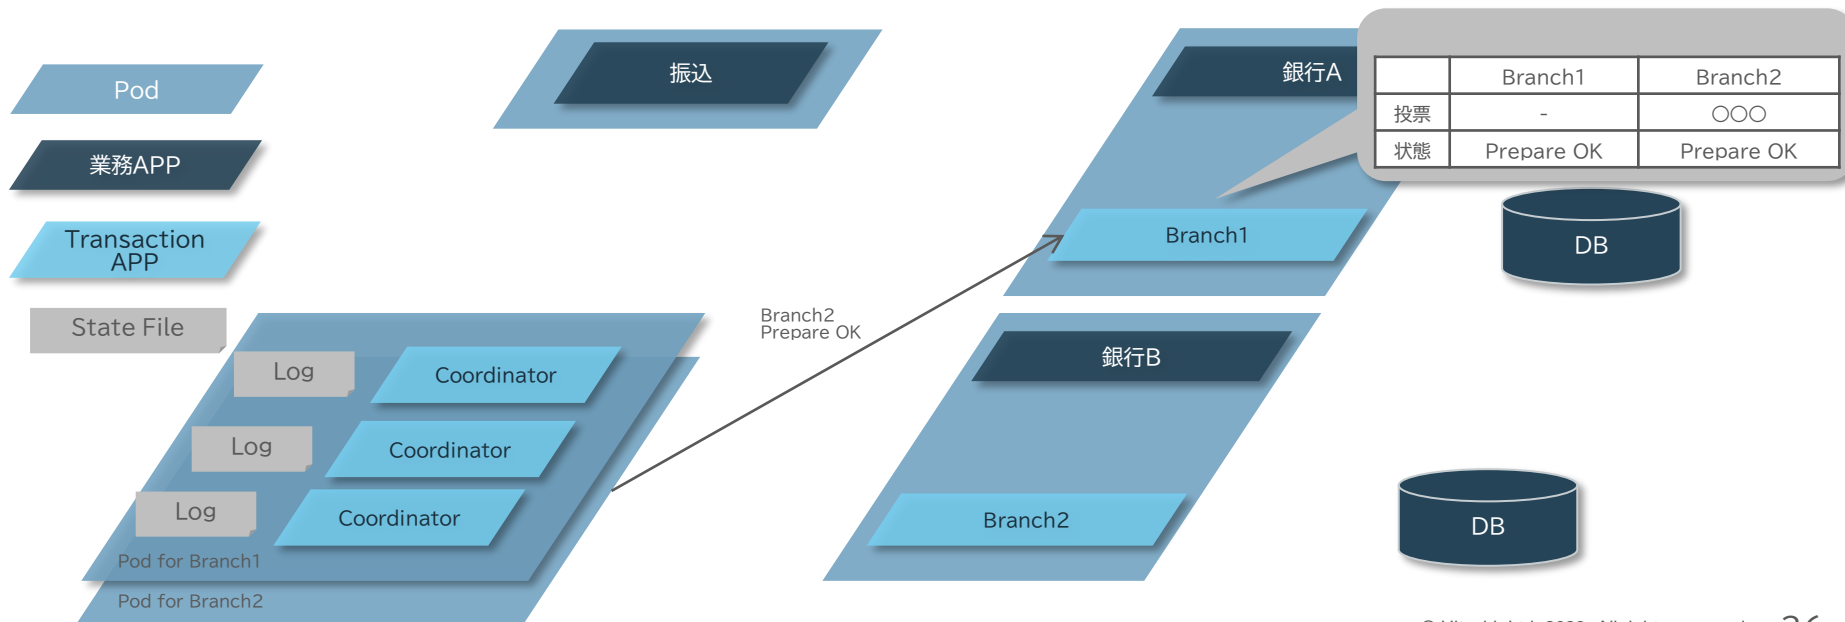 Pod
業務APP
Transaction
APP
State File
振込
銀行A
Branch1 Branch2
投票 - ○○○
状態 Prepare OK Prepare OK
Branch1
DB
Branch2
Prepare OK
銀行B
Branch2
DB
Log Coordinator
Log Coordinator
Log Coordinator
Pod for Branch1
Pod for Branch2